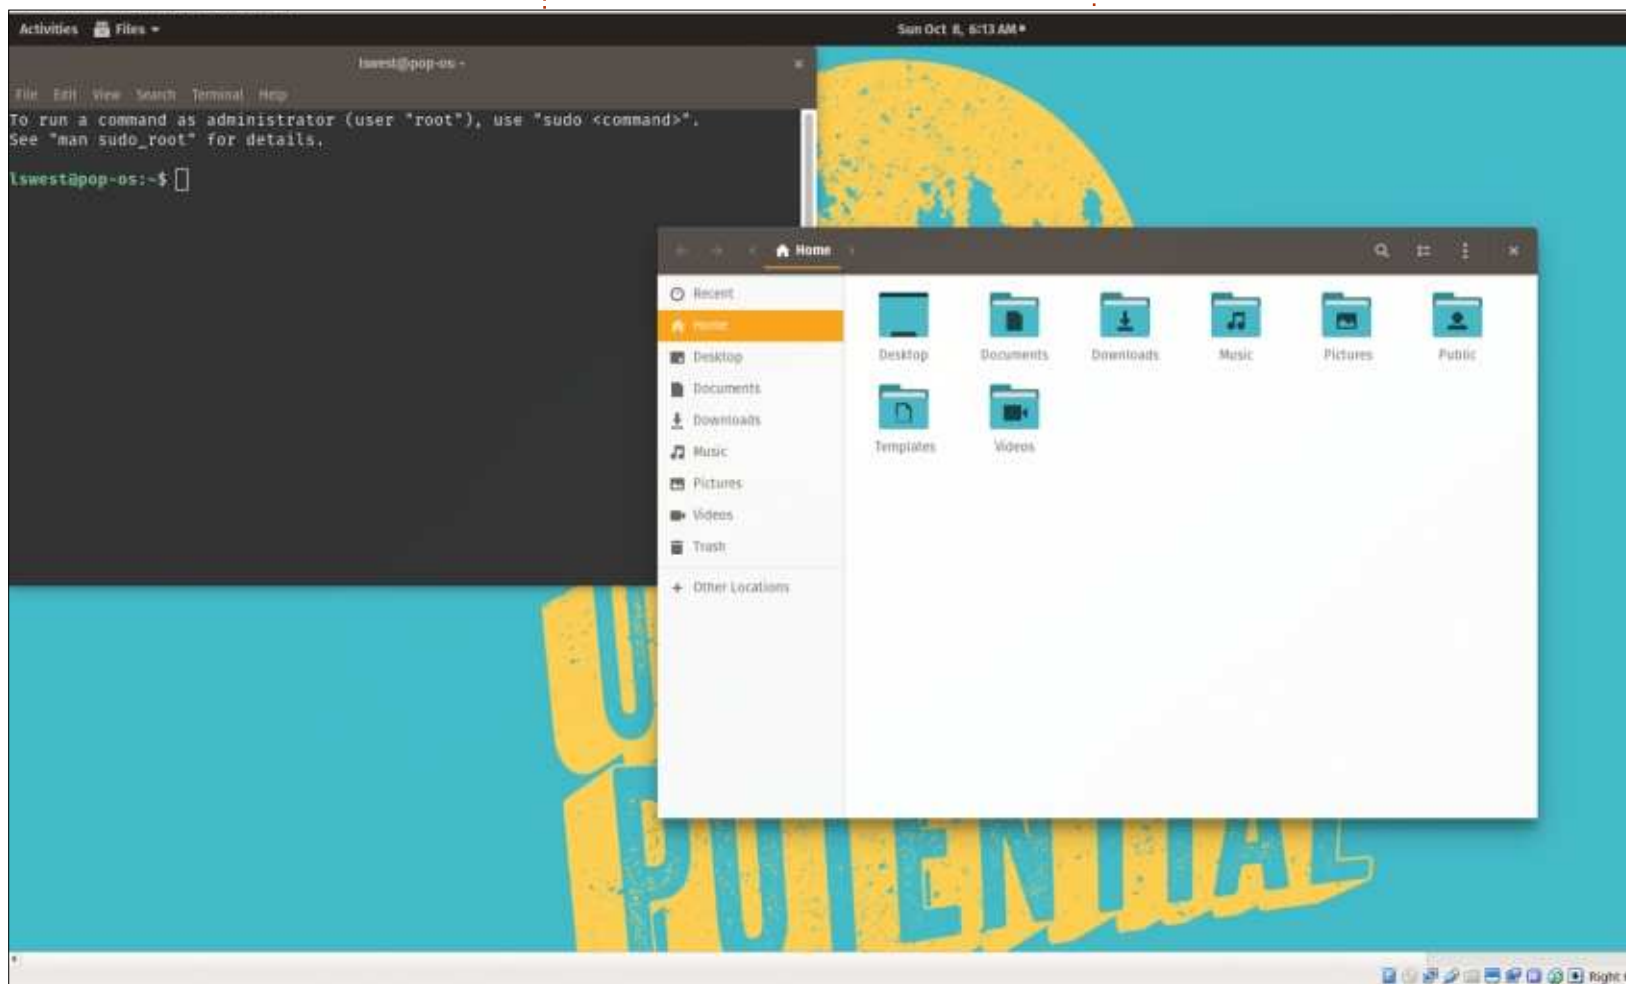 Activities Files Sun Oct 8, 6:13 AM
lswest@pop-os: ~
File Edit View Search Terminal Help
To run a command as administrator (user "root"), use "sudo <command>".
See "man sudo_root" for details.
lswest@pop-os:~$
Home
Recent
Home
Desktop
Documents
Downloads
Music
Pictures
Videos
Trash
+ Other Locations
Desktop Documents Downloads Music Pictures Public
Templates Videos
POTENTIAL
Right